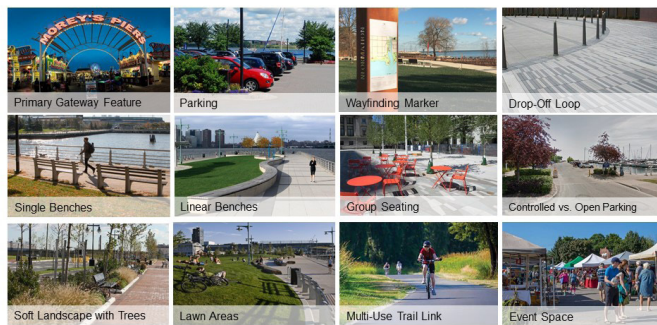 MOREY'S PIERS
Primary Gateway Feature
Parking
Wayfinding Marker
Drop-Off Loop
Single Benches
Linear Benches
Group Seating
Controlled vs. Open Parking
Soft Landscape with Trees
Lawn Areas
Multi-Use Trail Link
Event Space